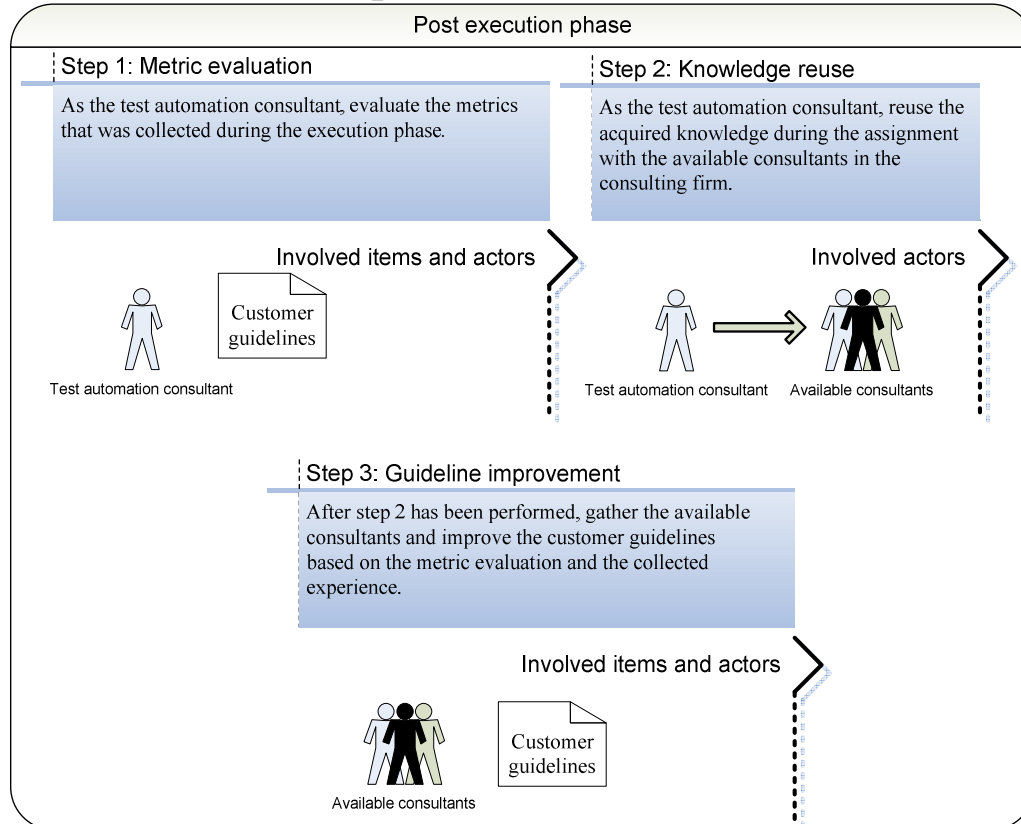 Post execution phase
Step 1: Metric evaluation
As the test automation consultant, evaluate the metrics
that was collected during the execution phase.
Involved items and actors
Customer
guidelines
Test automation consultant
Step 2: Knowledge reuse
As the test automation consultant, reuse the
acquired knowledge during the assignment
with the available consultants in the
consulting firm.
Involved actors
Test automation consultant
Available consultants
Step 3: Guideline improvement
After step 2 has been performed, gather the available
consultants and improve the customer guidelines
based on the metric evaluation and the collected
experience.
Involved items and actors
Customer
guidelines
Available consultants